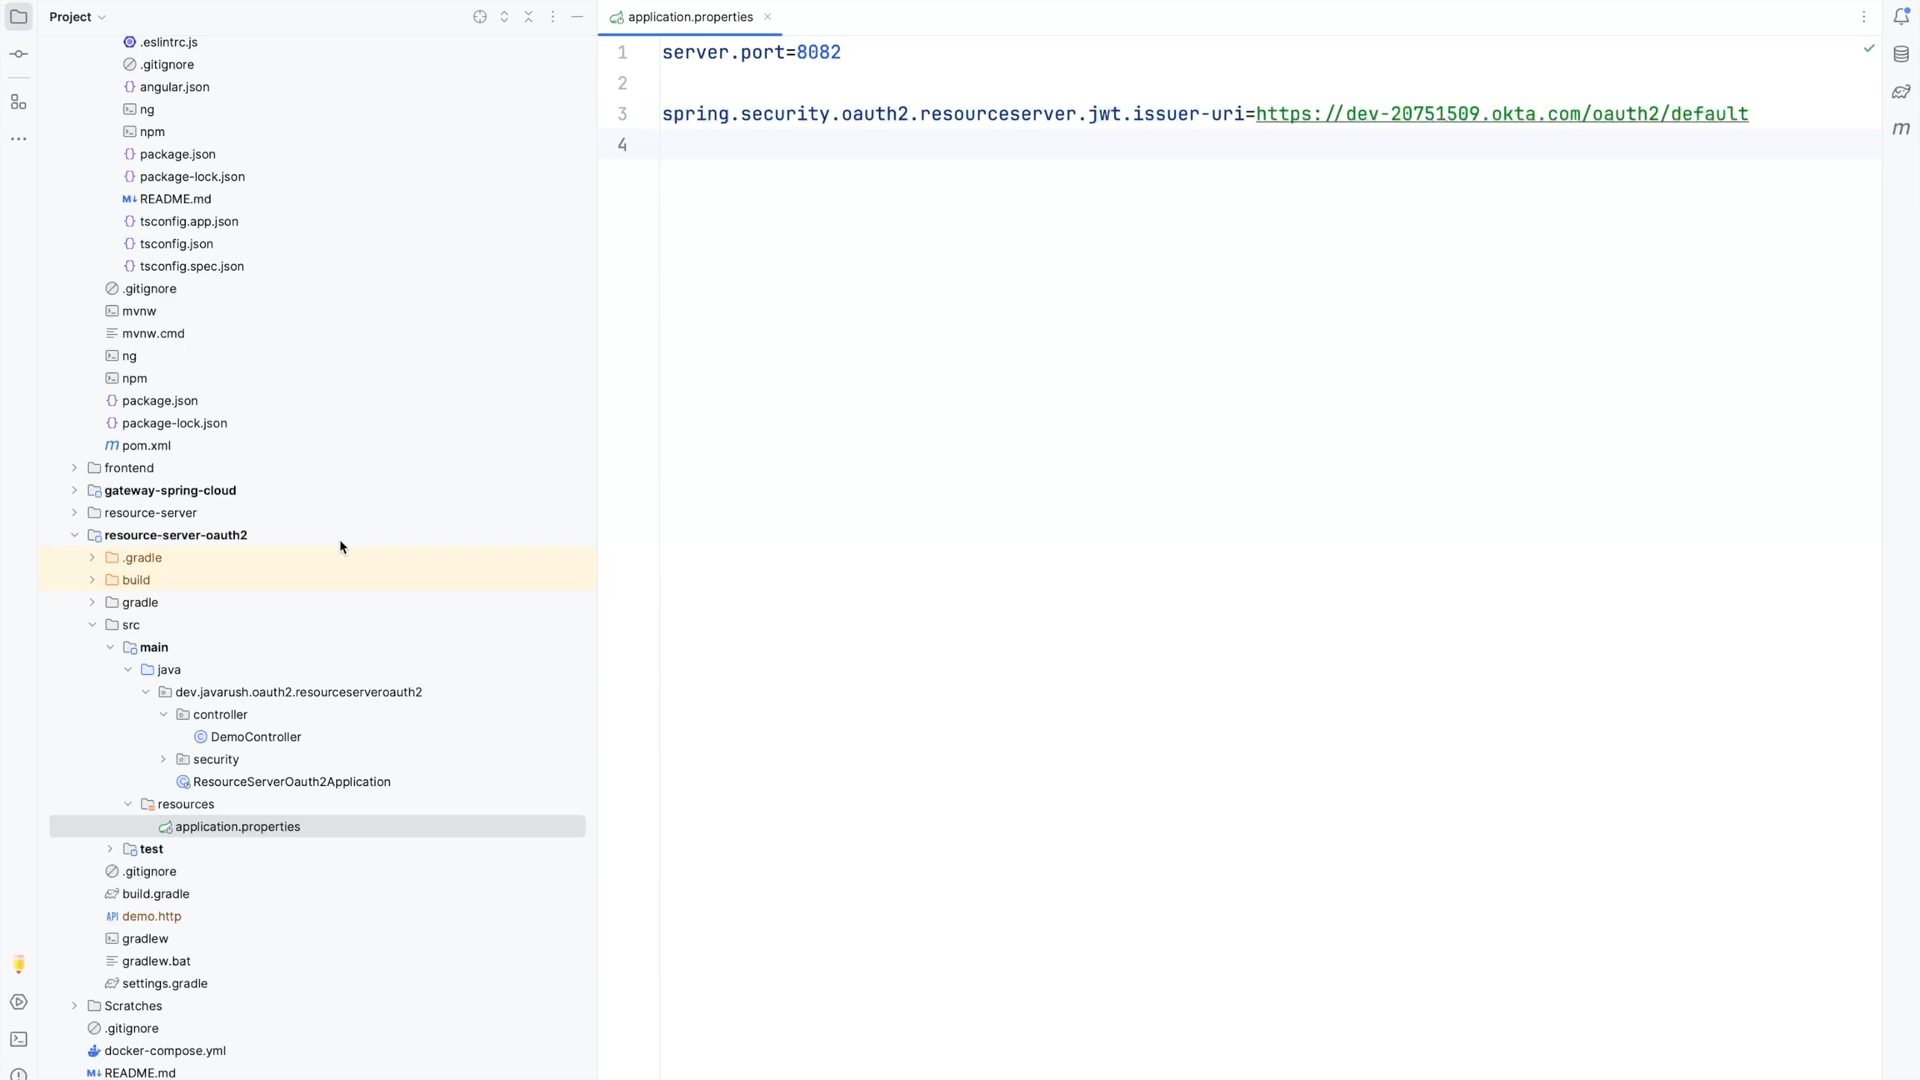 Project
.eslintrc.js
.gitignore
angular.json
ng
npm
package.json
package-lock.json
README.md
tsconfig.app.json
tsconfig.json
tsconfig.spec.json
.gitignore
mvnw
mvnw.cmd
ng
npm
package.json
package-lock.json
pom.xml
frontend
gateway-spring-cloud
resource-server
resource-server-oauth2
.gradle
build
gradle
src
main
java
dev.javarush.oauth2.resourceserveroauth2
controller
DemoController
security
ResourceServerOauth2Application
resources
application.properties
test
.gitignore
build.gradle
API demo.http
gradlew
gradlew.bat
settings.gradle
Scratches
.gitignore
docker-compose.yml
README.md
application.properties
1 server.port=8082
2
3 spring.security.oauth2.resourceserver.jwt.issuer-uri=https://dev-20751509.okta.com/oauth2/default
4